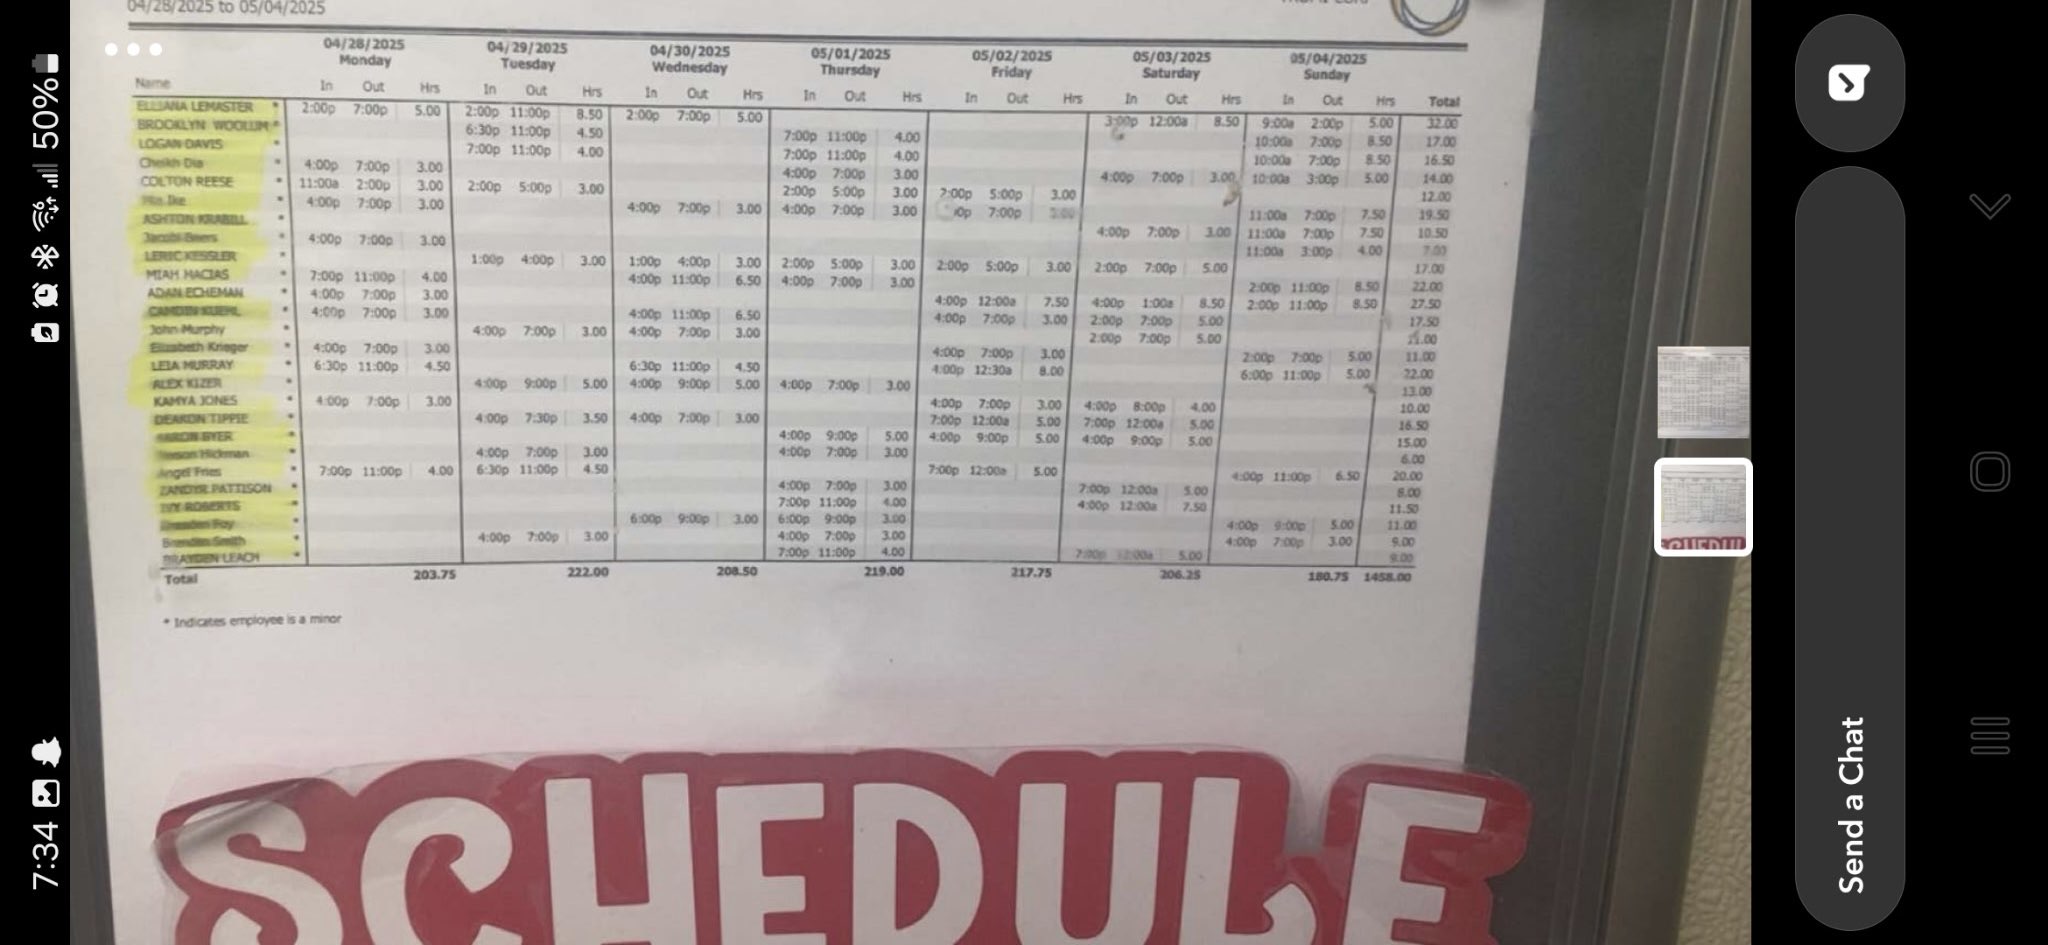 04/28/2025 to 05/04/2025
04/28/2025 04/29/2025 04/30/2025 05/01/2025 05/02/2025 05/03/2025 05/04/2025
Monday Tuesday Wednesday Thursday Friday Saturday Sunday
Name In Out Hrs In Out Hrs In Out Hrs In Out Hrs In Out Hrs In Out Hrs In Out Hrs Total
ELLIANA LEMASTER * 2:00p 7:00p 5.00 2:00p 11:00p 8.50 2:00p 7:00p 5.00 3:00p 12:00a 8.50 9:00a 2:00p 5.00 32.00
BROOKLYN WOOLUM * 6:30p 11:00p 4.50 7:00p 11:00p 4.00 10:00a 7:00p 8.50 17.00
LOGAN DAVIS * 7:00p 11:00p 4.00 7:00p 11:00p 4.00 10:00a 7:00p 8.50 16.50
Cheikh Dia * 4:00p 7:00p 3.00 4:00p 7:00p 3.00 4:00p 7:00p 3.00 10:00a 3:00p 5.00 14.00
COLTON REESE * 11:00a 2:00p 3.00 2:00p 5:00p 3.00 2:00p 5:00p 3.00 2:00p 5:00p 3.00 12.00
Mia Ike * 4:00p 7:00p 3.00 4:00p 7:00p 3.00 4:00p 7:00p 3.00 7:00p 3.00 11:00a 7:00p 7.50 19.50
ASHTON KRABILL * 4:00p 7:00p 3.00 11:00a 7:00p 7.50 10.50
Jacobi Beers * 4:00p 7:00p 3.00 11:00a 3:00p 4.00 7.00
LERIC KESSLER * 1:00p 4:00p 3.00 1:00p 4:00p 3.00 2:00p 5:00p 3.00 2:00p 5:00p 3.00 2:00p 7:00p 5.00 17.00
MIAH MACIAS * 7:00p 11:00p 4.00 4:00p 11:00p 6.50 4:00p 7:00p 3.00 2:00p 11:00p 8.50 22.00
ADAN ECHEMAN * 4:00p 7:00p 3.00 4:00p 12:00a 7.50 4:00p 1:00a 8.50 2:00p 11:00p 8.50 27.50
CAMDIN KUEHL * 4:00p 7:00p 3.00 4:00p 11:00p 6.50 4:00p 7:00p 3.00 2:00p 7:00p 5.00 17.50
John Murphy * 4:00p 7:00p 3.00 4:00p 7:00p 3.00 2:00p 7:00p 5.00 11.00
Elizabeth Krieger * 4:00p 7:00p 3.00 4:00p 7:00p 3.00 2:00p 7:00p 5.00 11.00
LEIA MURRAY * 6:30p 11:00p 4.50 6:30p 11:00p 4.50 4:00p 12:30a 8.00 6:00p 11:00p 5.00 22.00
ALEX KIZER * 4:00p 9:00p 5.00 4:00p 9:00p 5.00 4:00p 7:00p 3.00 13.00
KAMYA JONES * 4:00p 7:00p 3.00 4:00p 7:00p 3.00 4:00p 8:00p 4.00 10.00
DEAKON TIPPIE * 4:00p 7:30p 3.50 4:00p 7:00p 3.00 7:00p 12:00a 5.00 7:00p 12:00a 5.00 16.50
AARON BYER * 4:00p 9:00p 5.00 4:00p 9:00p 5.00 4:00p 9:00p 5.00 15.00
Hickman * 4:00p 7:00p 3.00 4:00p 7:00p 3.00 6.00
Angel Fries * 7:00p 11:00p 4.00 6:30p 11:00p 4.50 7:00p 12:00a 5.00 4:00p 11:00p 6.50 20.00
ZANDYR PATTISON * 4:00p 7:00p 3.00 7:00p 12:00a 5.00 8.00
IVY ROBERTS * 7:00p 11:00p 4.00 4:00p 12:00a 7.50 11.50
Foy * 6:00p 9:00p 3.00 6:00p 9:00p 3.00 4:00p 9:00p 5.00 11.00
Brenden Smith * 4:00p 7:00p 3.00 4:00p 7:00p 3.00 4:00p 7:00p 3.00 9.00
BRAYDEN LEACH * 7:00p 11:00p 4.00 7:00p 12:00a 5.00 9.00
Total 203.75 222.00 208.50 219.00 217.75 206.25 180.75 1458.00
* Indicates employee is a minor
SCHEDULE
7:34
50%
Send a Chat